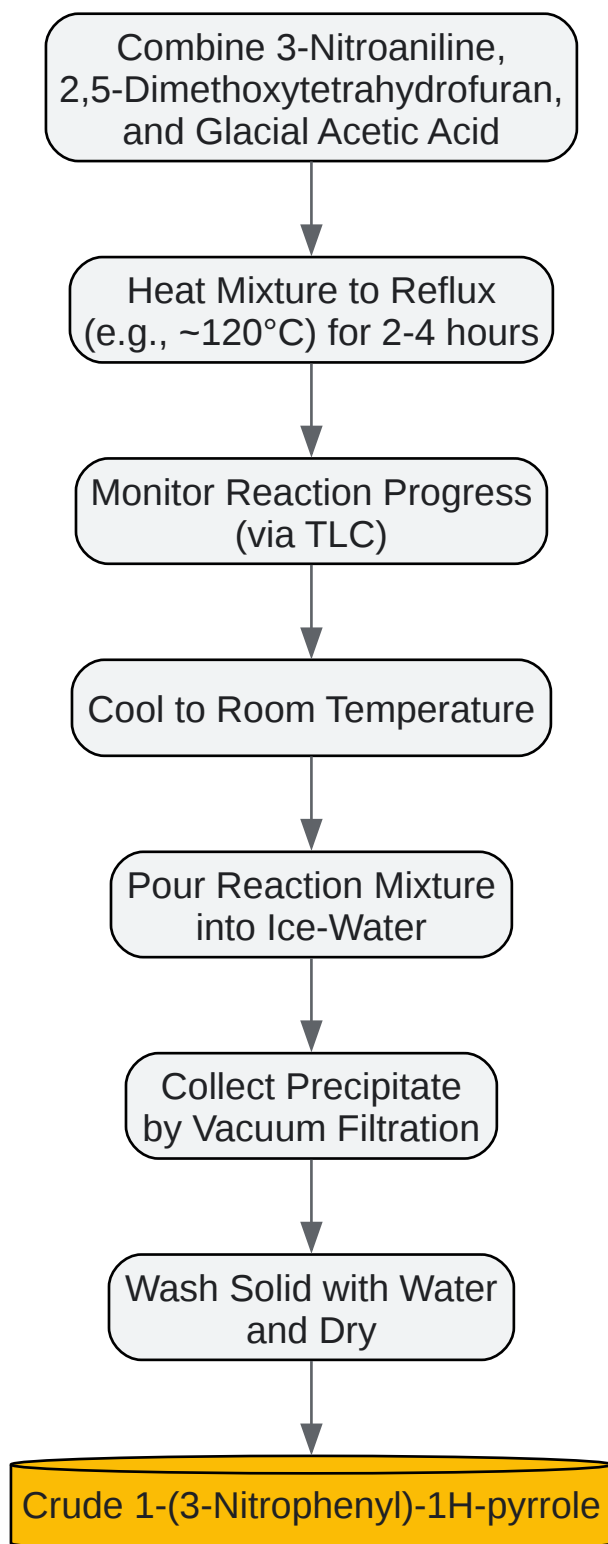 Combine 3-Nitroaniline,
2,5-Dimethoxytetrahydrofuran,
and Glacial Acetic Acid
Heat Mixture to Reflux
(e.g., ~120°C) for 2-4 hours
Monitor Reaction Progress
(via TLC)
Cool to Room Temperature
Pour Reaction Mixture
into Ice-Water
Collect Precipitate
by Vacuum Filtration
Wash Solid with Water
and Dry
Crude 1-(3-Nitrophenyl)-1H-pyrrole